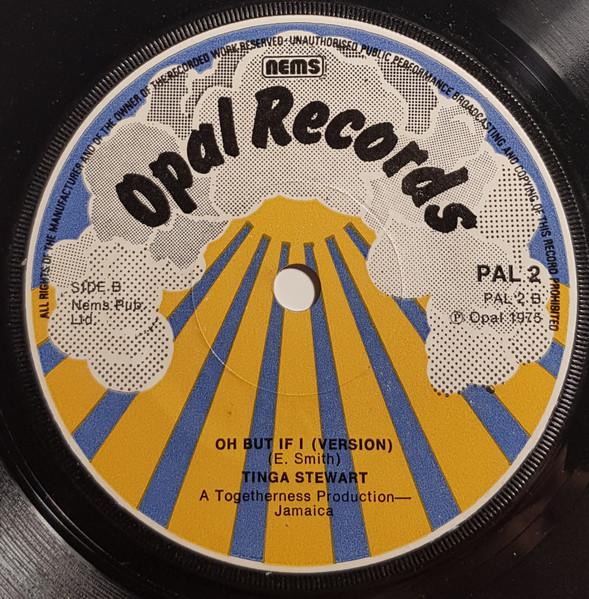 ALL RIGHTS OF THE MANUFACTURER AND OF THE OWNER OF THE RECORDED WORK RESERVED·UNAUTHORISED PUBLIC PERFORMANCE BROADCASTING AND COPYING OF THIS RECORD PROHIBITED
NEMS
Opal Records
SIDE B
Nems Pub.
Ltd.
PAL 2
PAL 2 B
℗ Opal 1975
OH BUT IF I (VERSION)
(E. Smith)
TINGA STEWART
A Togetherness Production—
Jamaica